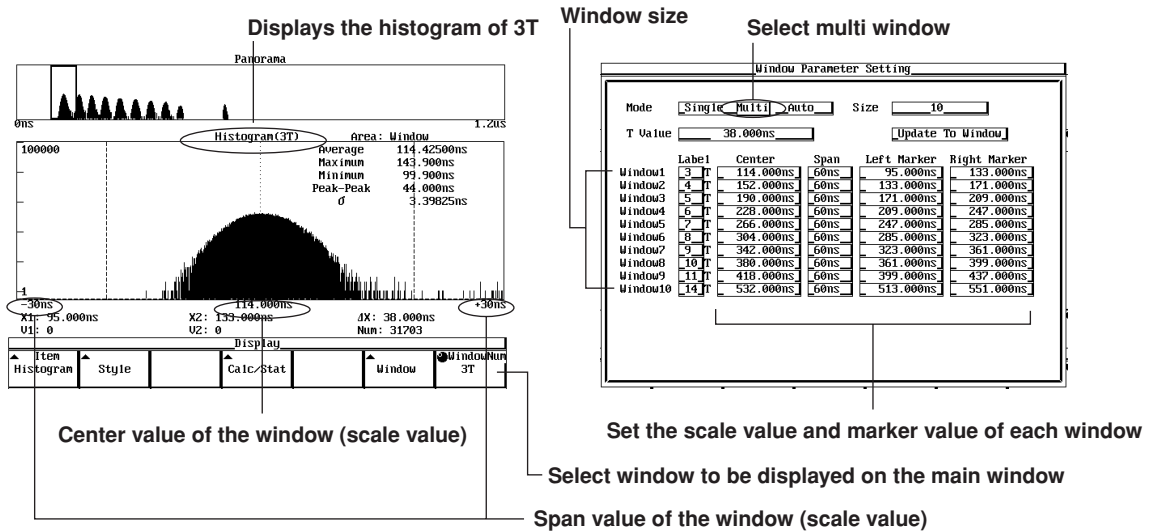 Displays the histogram of 3T
Window size
Select multi window
Panorama
0ns 1.2us
Histogram(3T) Area: Window
100000
Average 114.42500ns
Maximum 143.900ns
Minimum 99.900ns
Peak-Peak 44.000ns
σ 3.39825ns
1
-30ns 114.000ns +30ns
X1: 95.000ns X2: 133.000ns ΔX: 38.000ns
V1: 0 V2: 0 Num: 31703
Display
Item Histogram
Style
Calc/Stat
Window
WindowNum 3T
Window Parameter Setting
Mode Single Multi Auto Size 10
T Value 38.000ns Update To Window
Label Center Span Left Marker Right Marker
Window1 3 T 114.000ns 60ns 95.000ns 133.000ns
Window2 4 T 152.000ns 60ns 133.000ns 171.000ns
Window3 5 T 190.000ns 60ns 171.000ns 209.000ns
Window4 6 T 228.000ns 60ns 209.000ns 247.000ns
Window5 7 T 266.000ns 60ns 247.000ns 285.000ns
Window6 8 T 304.000ns 60ns 285.000ns 323.000ns
Window7 9 T 342.000ns 60ns 323.000ns 361.000ns
Window8 10 T 380.000ns 60ns 361.000ns 399.000ns
Window9 11 T 418.000ns 60ns 399.000ns 437.000ns
Window10 14 T 532.000ns 60ns 513.000ns 551.000ns
Center value of the window (scale value)
Set the scale value and marker value of each window
Select window to be displayed on the main window
Span value of the window (scale value)